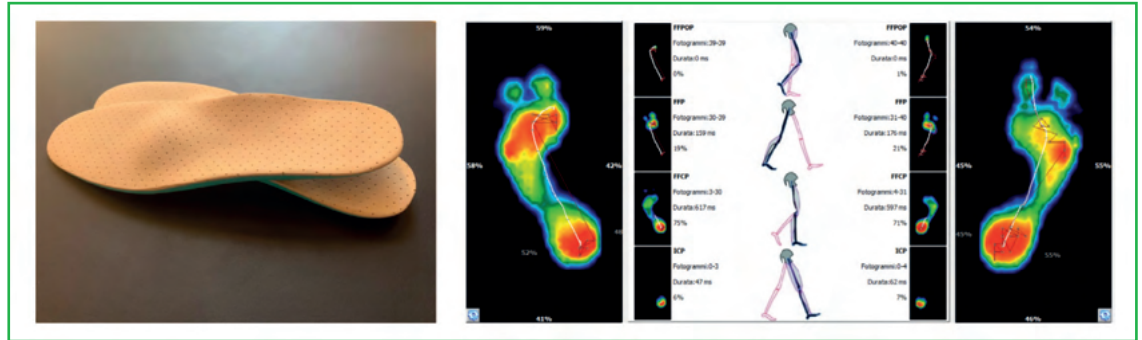 59%
58%
42%
48
52%
41%
FFPOP
Fotogrammi:39-39
Durata:0 ms
0%
FFP
Fotogrammi:30-39
Durata:159 ms
19%
FFCP
Fotogrammi:3-30
Durata:617 ms
75%
ICP
Fotogrammi:0-3
Durata:47 ms
6%
FFPOP
Fotogrammi:40-40
Durata:0 ms
1%
FFP
Fotogrammi:31-40
Durata:176 ms
21%
FFCP
Fotogrammi:4-31
Durata:597 ms
71%
ICP
Fotogrammi:0-4
Durata:62 ms
7%
54%
45%
55%
45%
55%
46%